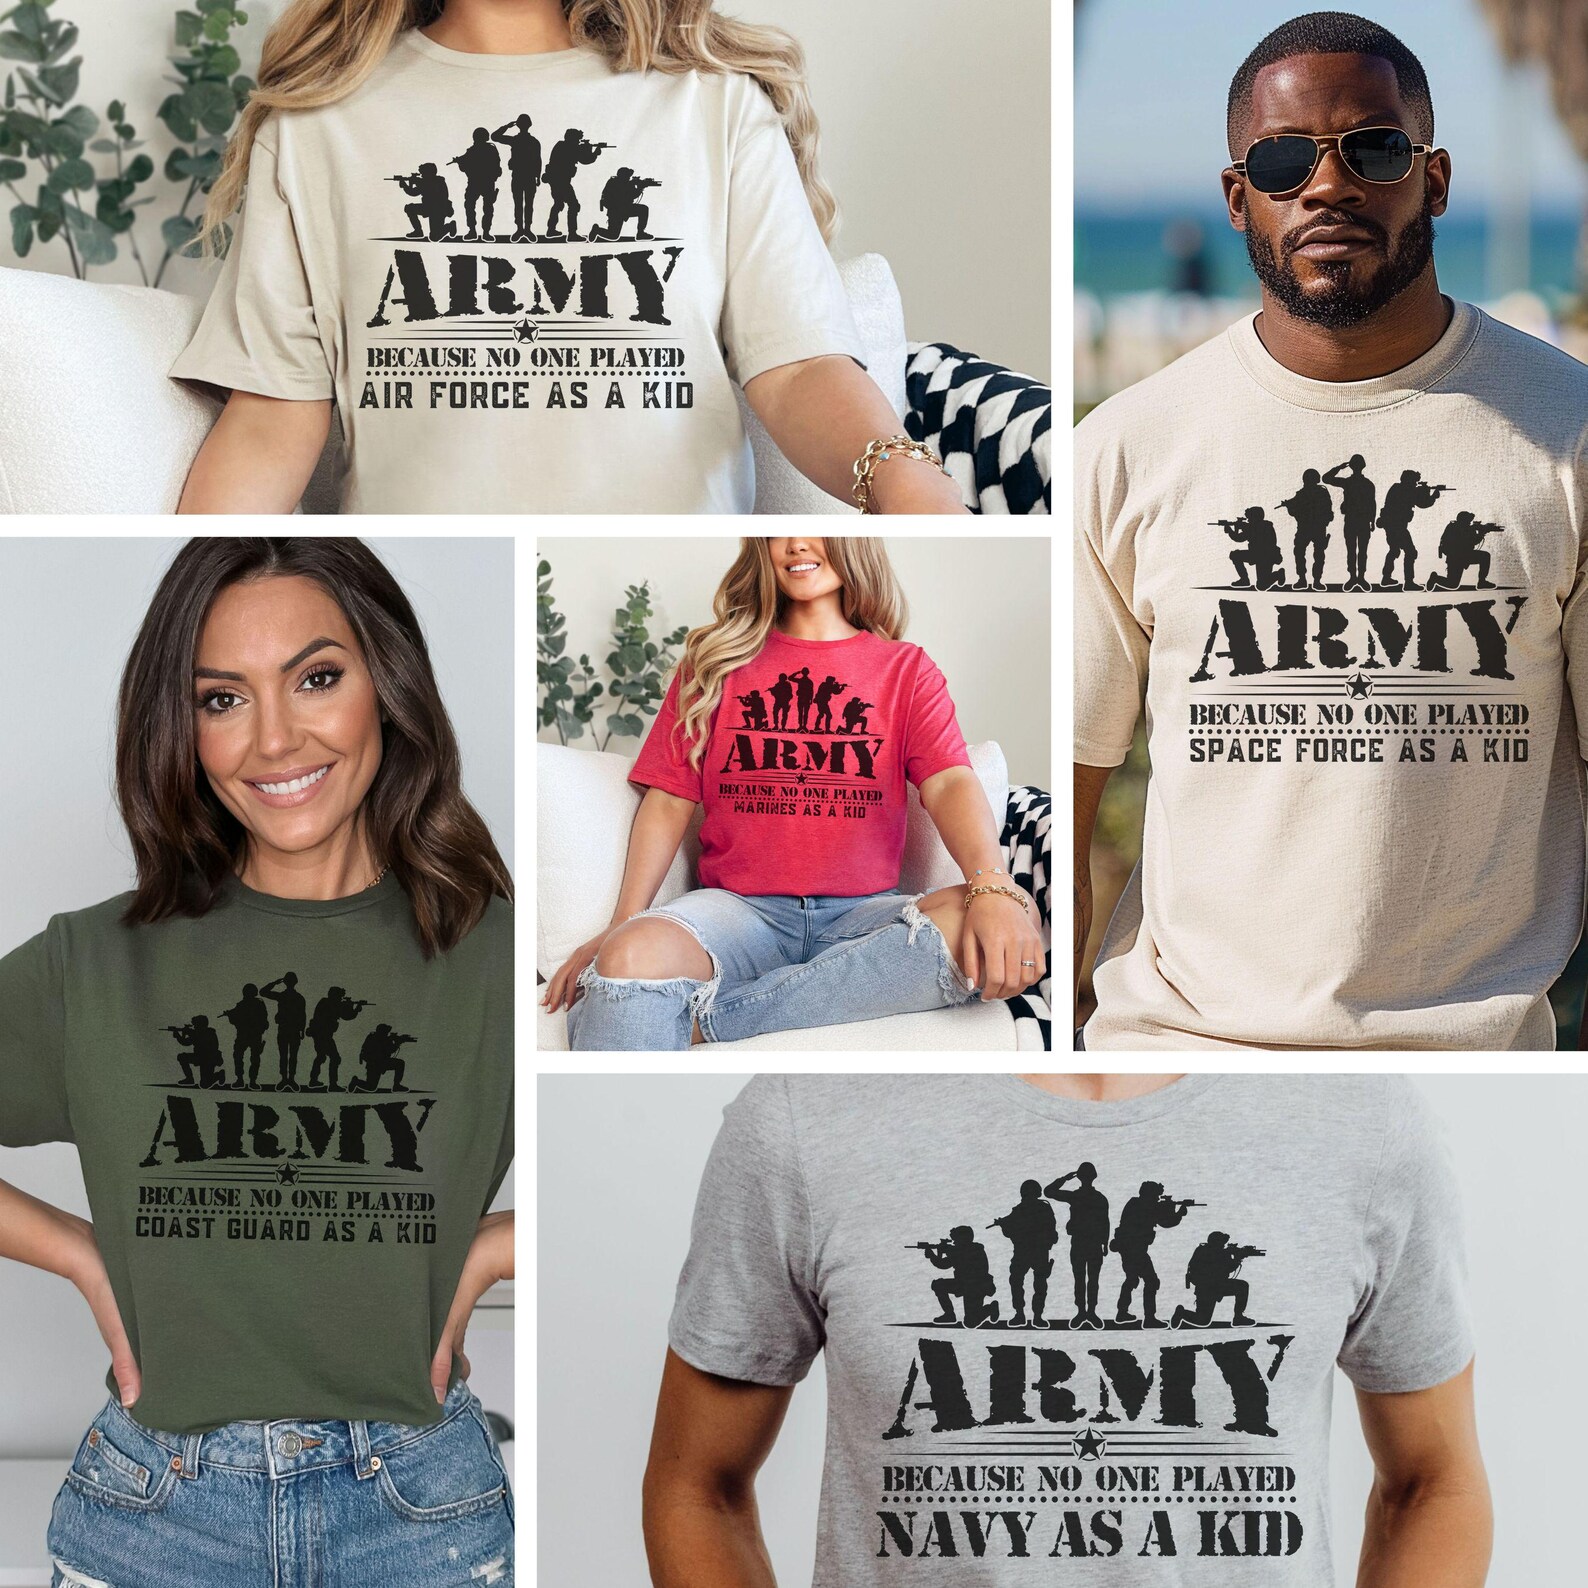 ARMY
BECAUSE NO ONE PLAYED
AIR FORCE AS A KID
ARMY
BECAUSE NO ONE PLAYED
SPACE FORCE AS A KID
ARMY
BECAUSE NO ONE PLAYED
COAST GUARD AS A KID
ARMY
BECAUSE NO ONE PLAYED
MARINES AS A KID
ARMY
BECAUSE NO ONE PLAYED
NAVY AS A KID